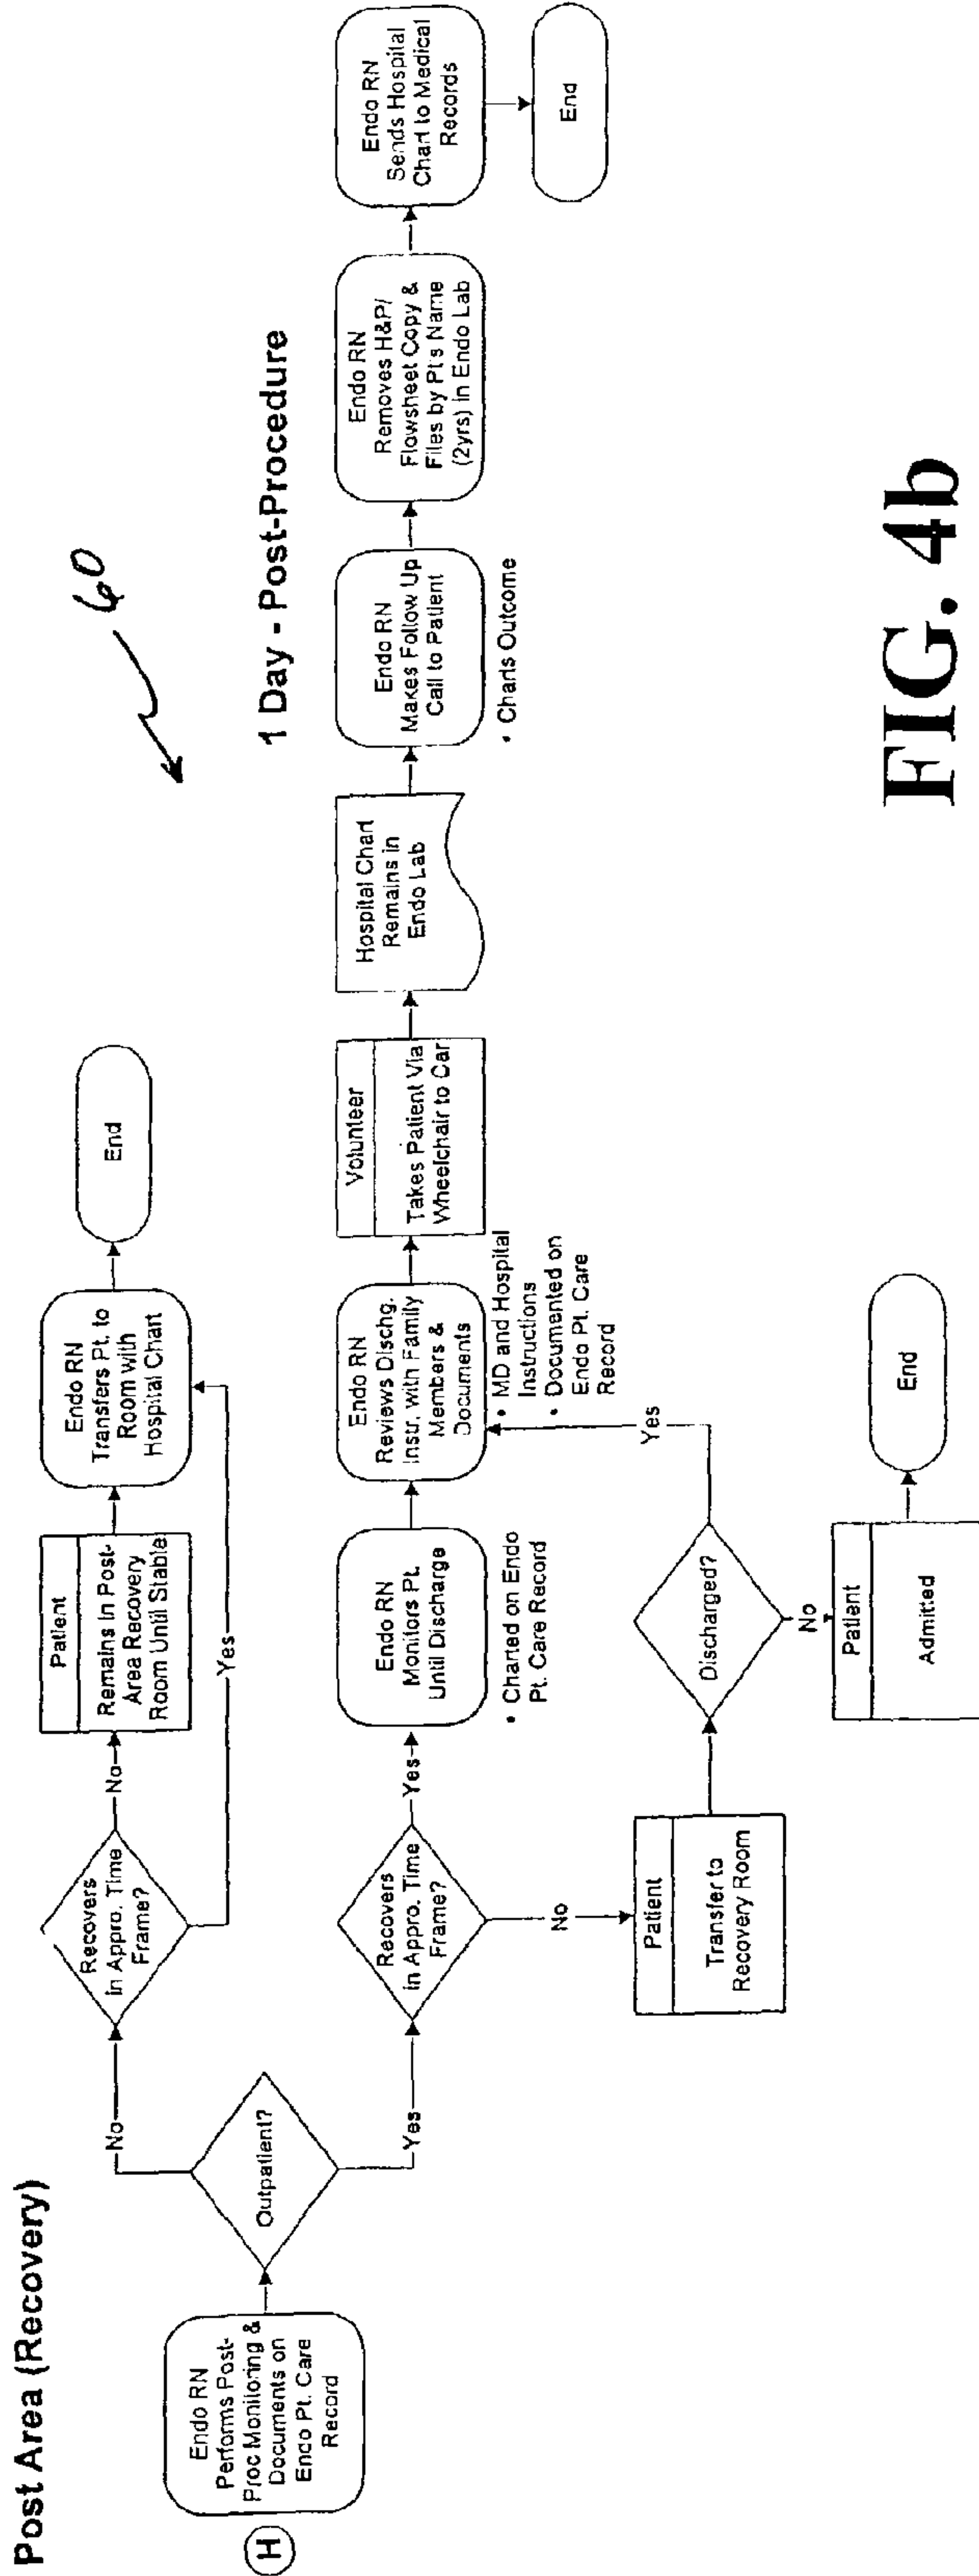 Post Area (Recovery)
60
1 Day - Post-Procedure
H
Endo RN
Performs Post-
Proc Monitoring &
Documents on
Endo Pt. Care
Record
Outpatient?
No
Recovers
in Appro. Time
Frame?
No
Patient
Remains In Post-
Area Recovery
Room Until Stable
Yes
Endo RN
Transfers Pt. to
Room with
Hospital Chart
End
Yes
Recovers
in Appro. Time
Frame?
Yes
Endo RN
Monitors Pt.
Until Discharge
• Charted on Endo
Pt. Care Record
Endo RN
Reviews Dischg.
Instr. with Family
Members &
Documents
• MD and Hospital
Instructions
• Documented on
Endo Pt. Care
Record
Volunteer
Takes Patient Via
Wheelchair to Car
Hospital Chart
Remains in
Endo Lab
Endo RN
Makes Follow Up
Call to Patient
• Charts Outcome
Endo RN
Removes H&P/
Flowsheet Copy &
Files by Pt's Name
(2yrs) in Endo Lab
Endo RN
Sends Hospital
Chart to Medical
Records
End
No
Patient
Transfer to
Recovery Room
Discharged?
Yes
No
Patient
Admitted
End
FIG. 4b